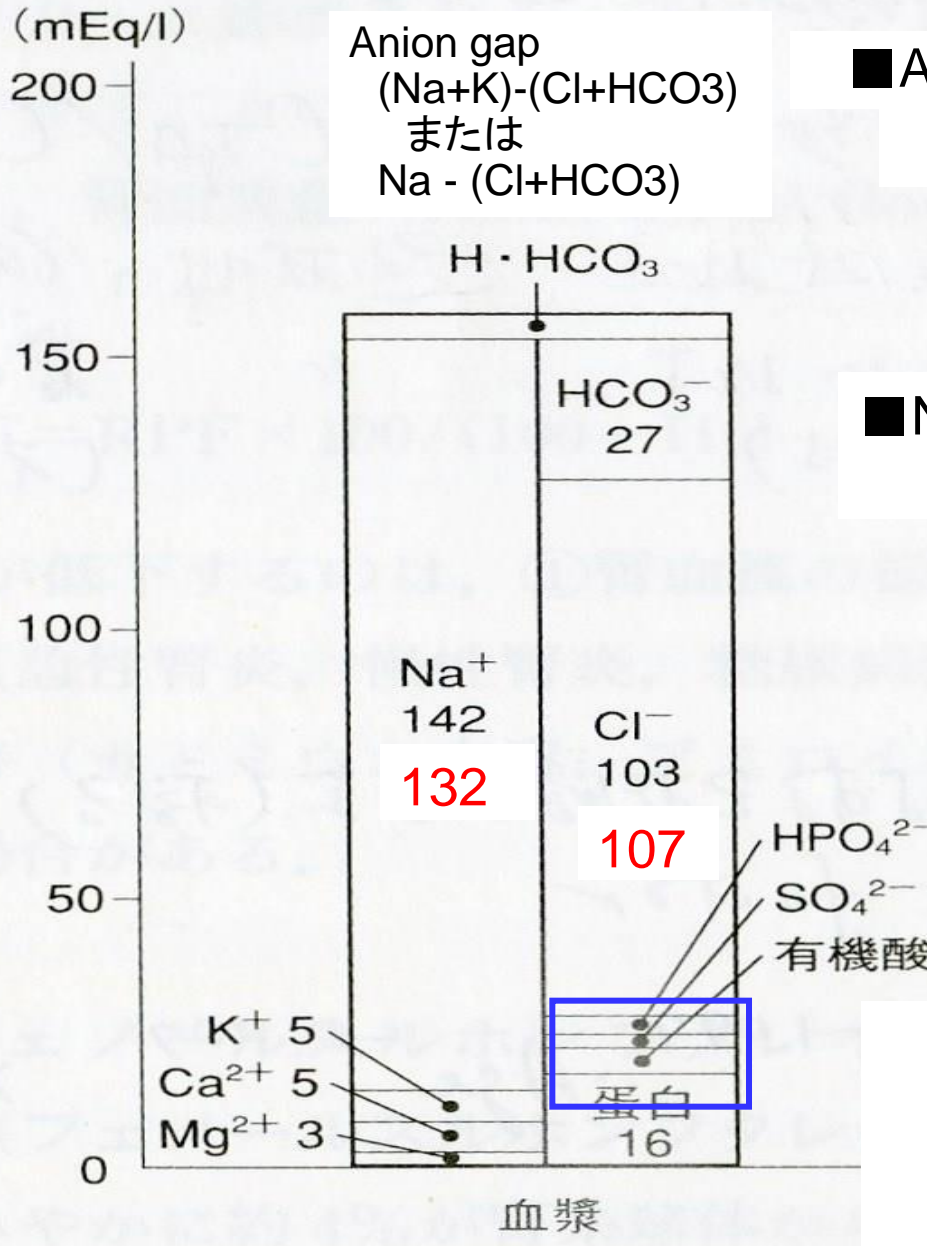 (mEq/l)
200
150
100
50
0
Anion gap
(Na+K)-(Cl+HCO3)
または
Na - (Cl+HCO3)
■A
■N
H・HCO₃
HCO₃⁻
27
Na⁺
142
132
Cl⁻
103
107
HPO₄²⁻
SO₄²⁻
有機酸
K⁺ 5
Ca²⁺ 5
Mg²⁺ 3
蛋白
16
血漿